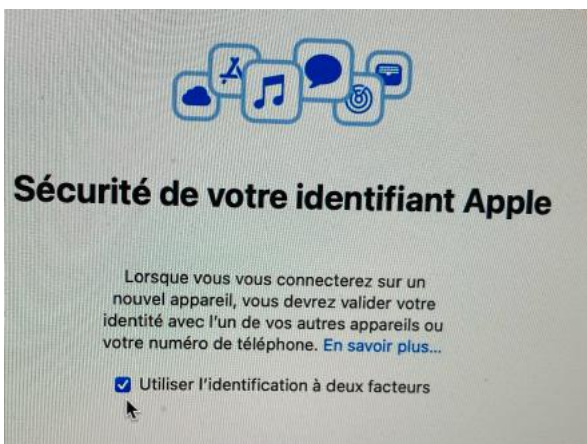 Sécurité de votre identifiant Apple
Lorsque vous vous connecterez sur un
nouvel appareil, vous devrez valider votre
identité avec l'un de vos autres appareils ou
votre numéro de téléphone. En savoir plus...
Utiliser l'identification à deux facteurs